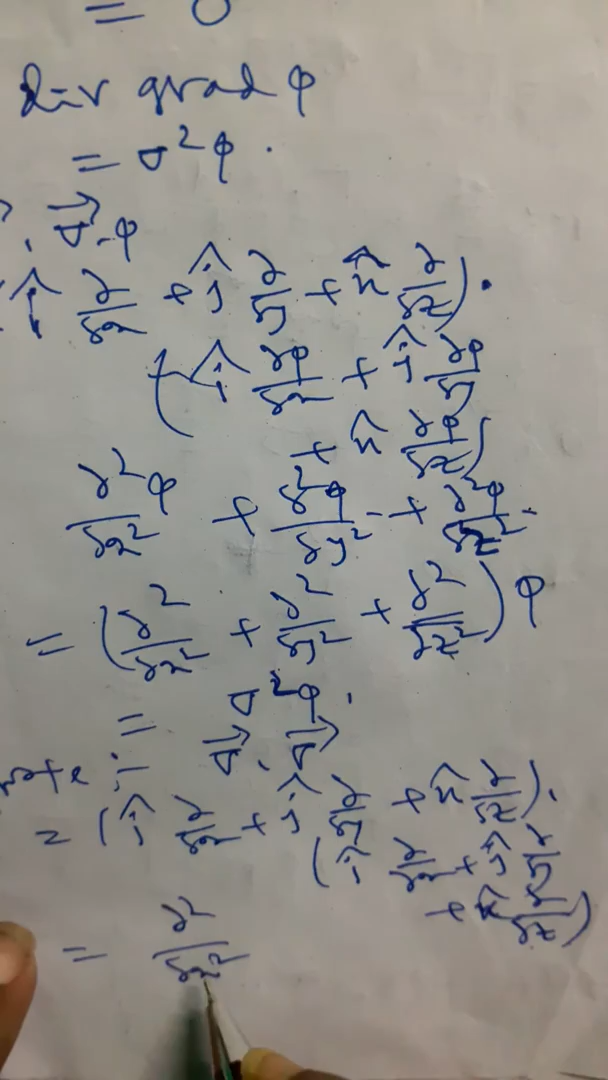 = 0
div grad φ
= ∇²φ.
. ∇⃗.φ
î ∂/∂x + ĵ ∂/∂y + k̂ ∂/∂z).
(î ∂φ/∂x + ĵ ∂φ/∂y
+ k̂ ∂φ/∂z)
∂²φ/∂x² + ∂²φ/∂y² + ∂²φ/∂z².
= (∂²/∂x² + ∂²/∂y² + ∂²/∂z²) φ
= ∇²φ.
∇⃗. ∇⃗
= (î ∂/∂x + ĵ ∂/∂y + k̂ ∂/∂z).
(î ∂/∂x + ĵ ∂/∂y
+ k̂ ∂/∂z)
= ∂²/∂x²